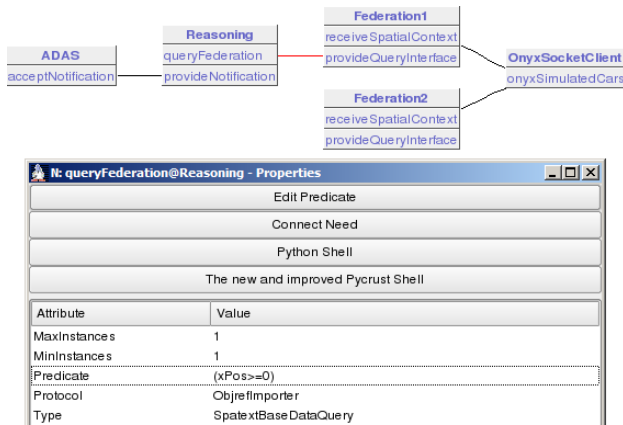 Federation1
receiveSpatialContext
provideQueryInterface
Reasoning
queryFederation
provideNotification
ADAS
acceptNotification
OnyxSocketClient
onyxSimulatedCars
Federation2
receiveSpatialContext
provideQueryInterface
N: queryFederation@Reasoning - Properties
Edit Predicate
Connect Need
Python Shell
The new and improved Pycrust Shell
Attribute Value
MaxInstances 1
MinInstances 1
Predicate (xPos>=0)
Protocol ObjrefImporter
Type SpatextBaseDataQuery